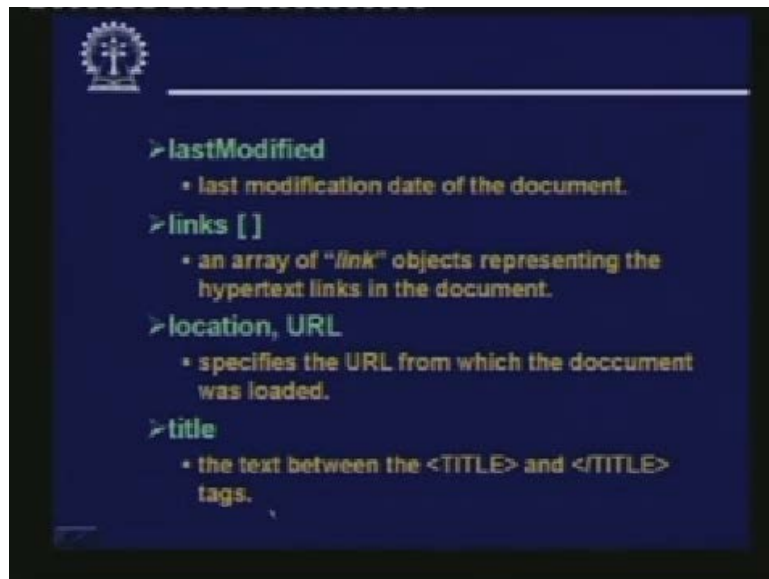 ➢lastModified
▪ last modification date of the document.
➢links [ ]
▪ an array of “link” objects representing the
hypertext links in the document.
➢location, URL
▪ specifies the URL from which the doccument
was loaded.
➢title
▪ the text between the <TITLE> and </TITLE>
tags.